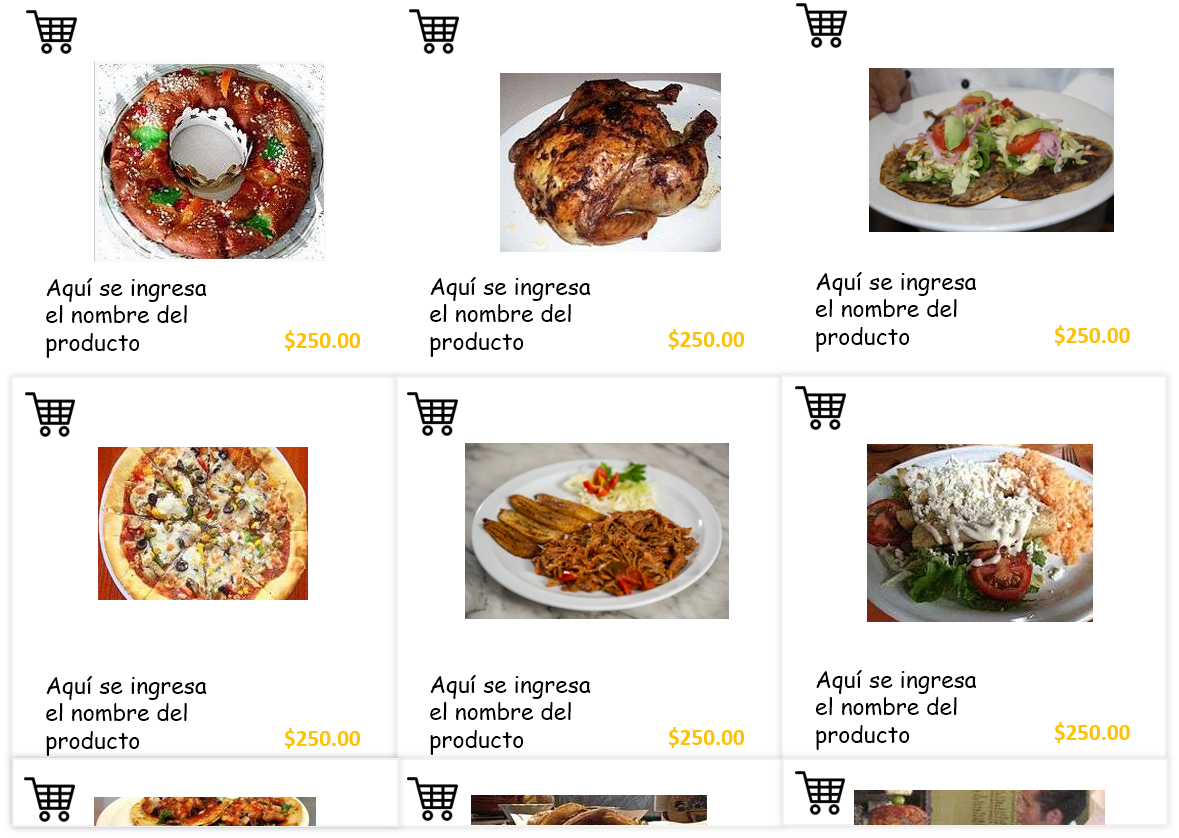 Aquí se ingresa
el nombre del
producto
$250.00
Aquí se ingresa
el nombre del
producto
$250.00
Aquí se ingresa
el nombre del
producto
$250.00
Aquí se ingresa
el nombre del
producto
$250.00
Aquí se ingresa
el nombre del
producto
$250.00
Aquí se ingresa
el nombre del
producto
$250.00